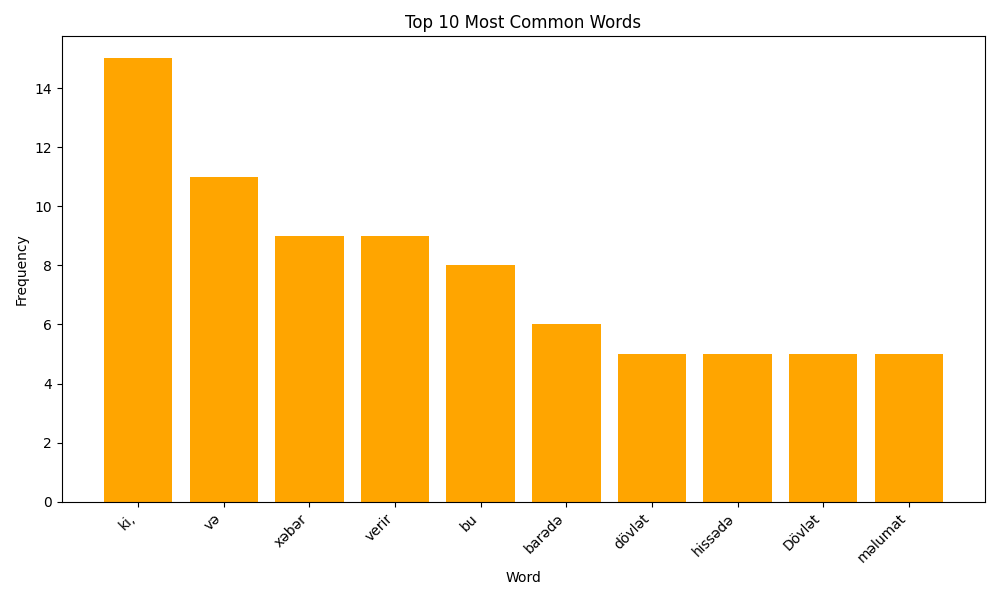 Top 10 Most Common Words
Frequency
14
12
10
8
6
4
2
0
ki,
və
xəbər
verir
bu
barədə
dövlət
hissədə
Dövlət
məlumat
Word